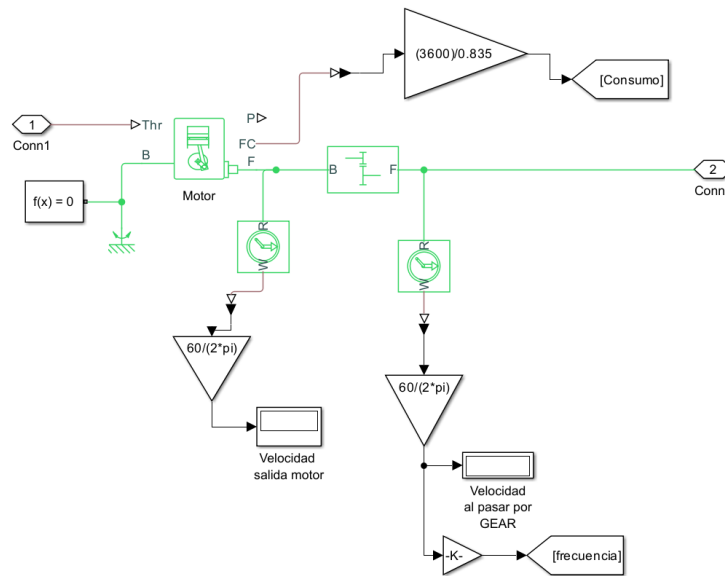 (3600)/0.835
[Consumo]
P
1
Thr
FC
Conn1
B
F
Motor
B
F
2
Conn
f(x) = 0
R
W
R
W
60/(2*pi)
60/(2*pi)
Velocidad
salida motor
Velocidad
al pasar por
GEAR
-K-
[frecuencia]